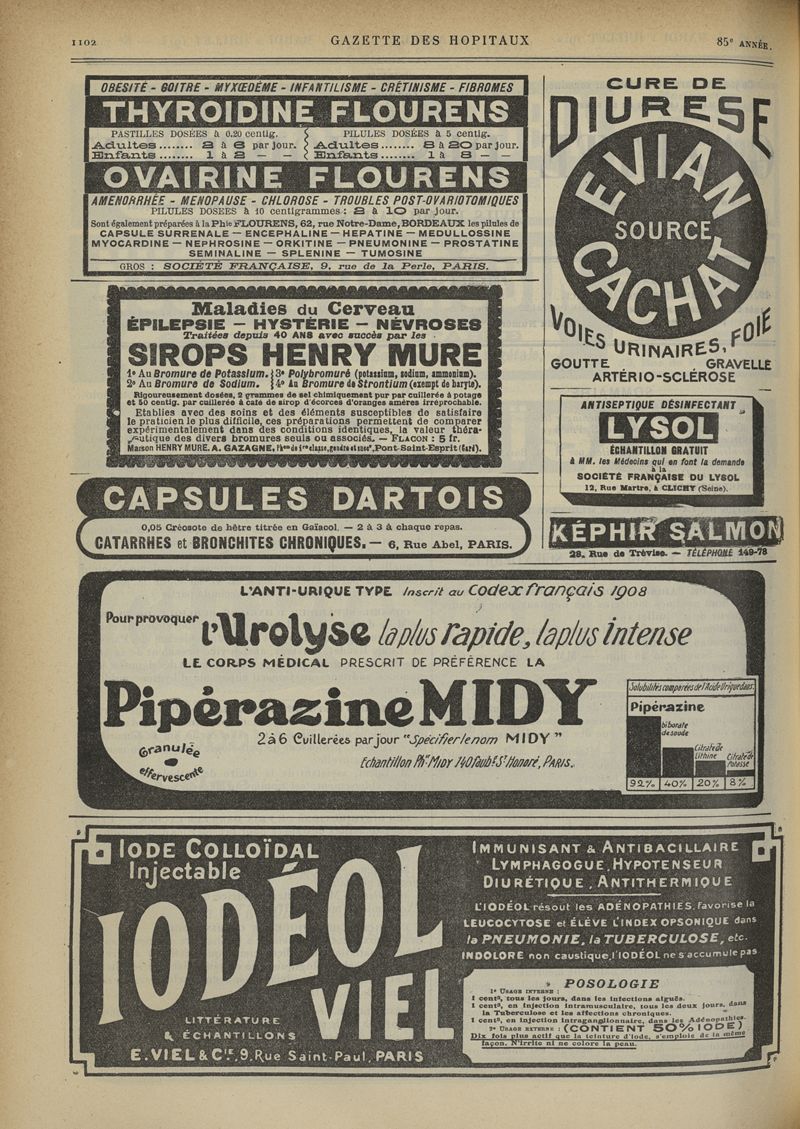 1102
GAZETTE DES HOPITAUX
85e ANNÉE.
OBESITÉ - GOITRE - MYXŒDÈME - INFANTILISME - CRÉTINISME - FIBROMES
THYROIDINE FLOURENS
PASTILLES DOSÉES à 0.20 centig.
Adultes........ 2 à 6 par jour.
Enfants........ 1 à 2 — —
PILULES DOSÉES à 5 centig.
Adultes........ 8 à 20 par jour.
Enfants........ 1 à 8 — —
OVAIRINE FLOURENS
AMENORRHÉE - MENOPAUSE - CHLOROSE - TROUBLES POST-OVARIOTOMIQUES
PILULES DOSEES à 10 centigrammes : 2 à 10 par jour.
Sont également préparées à la Phie FLOURENS, 62, rue Notre-Dame, BORDEAUX les pilules de
CAPSULE SURRENALE — ENCEPHALINE — HEPATINE — MEDULLOSINE
MYOCARDINE — NEPHROSINE — ORKITINE — PNEUMONINE — PROSTATINE
SEMINALINE — SPLENINE — TUMOSINE
GROS : SOCIÉTÉ FRANÇAISE, 9, rue de la Perle, PARIS.
Maladies du Cerveau
ÉPILEPSIE — HYSTÉRIE — NÉVROSES
Traitées depuis 40 ANS avec succès par les
SIROPS HENRY MURE
1º Au Bromure de Potassium.
2º Au Bromure de Sodium.
3º Polybromuré (potassium, sodium, ammonium).
4º Au Bromure de Strontium (exempt de baryte).
Rigoureusement dosées, 2 grammes de sel chimiquement pur par cuillerée à potage
et 50 centig. par cuillerée à café de sirop d'écorces d'oranges amères irréprochable.
Etablies avec des soins et des éléments susceptibles de satisfaire
le praticien le plus difficile, ces préparations permettent de comparer
expérimentalement dans des conditions identiques, la valeur théra-
peutique des divers bromures seuls ou associés. — FLACON : 5 fr.
Maison HENRY MURE, A. GAZAGNE, Phen de 1re classe, gendre et succr, Pont-Saint-Esprit (Gard).
CAPSULES DARTOIS
0,05 Créosote de hêtre titrée en Gaïacol. — 2 à 3 à chaque repas.
CATARRHES et BRONCHITES CHRONIQUES. — 6, Rue Abel, PARIS.
CURE DE
DIURESE
EVIAN
SOURCE
CACHAT
VOIES URINAIRES, FOIE
GOUTTE GRAVELLE
ARTÉRIO-SCLÉROSE
ANTISEPTIQUE DÉSINFECTANT
LYSOL
ÉCHANTILLON GRATUIT
à MM. les Médecins qui en font la demande
à la
SOCIÉTÉ FRANÇAISE DU LYSOL
12, Rue Martre, à CLICHY (Seine).
KÉPHIR SALMON
28, Rue de Trévise. — TÉLÉPHONE 149-78
L'ANTI-URIQUE TYPE Inscrit au Codex français 1908
Pour provoquer l'Urolyse la plus rapide, la plus intense
LE CORPS MÉDICAL PRESCRIT DE PRÉFÉRENCE LA
Pipérazine MIDY
Granulée
effervescente
2 à 6 Cuillerées par jour "Spécifier le nom MIDY"
Echantillon Phie MIDY 140 Faubg St Honoré, PARIS.
Solubilités comparées de l'Acide Urique dans:
Pipérazine
biborate
de soude
Citrate de
Lithine
Citrate de
Potasse
92% 40% 20% 8%
IODE COLLOÏDAL
Injectable
IODÉOL
VIEL
LITTÉRATURE
& ÉCHANTILLONS
E. VIEL & Cie, 9, Rue Saint-Paul, PARIS
IMMUNISANT & ANTIBACILLAIRE
LYMPHAGOGUE, HYPOTENSEUR
DIURÉTIQUE, ANTITHERMIQUE
L'IODÉOL résout les ADÉNOPATHIES, favorise la
LEUCOCYTOSE et ÉLÈVE L'INDEX OPSONIQUE dans
la PNEUMONIE, la TUBERCULOSE, etc.
INDOLORE non caustique, l'IODÉOL ne s'accumule pas
POSOLOGIE
1º USAGE INTERNE :
1 cent3, tous les jours, dans les infections aiguës.
1 cent3, en injection intramusculaire, tous les deux jours, dans
la Tuberculose et les affections chroniques.
1 cent3, en injection intraganglionnaire, dans les Adénopathies.
2º USAGE EXTERNE : (CONTIENT 50% IODE)
Dix fois plus actif que la teinture d'iode, s'emploie de la même
façon. N'irrite ni ne colore la peau.